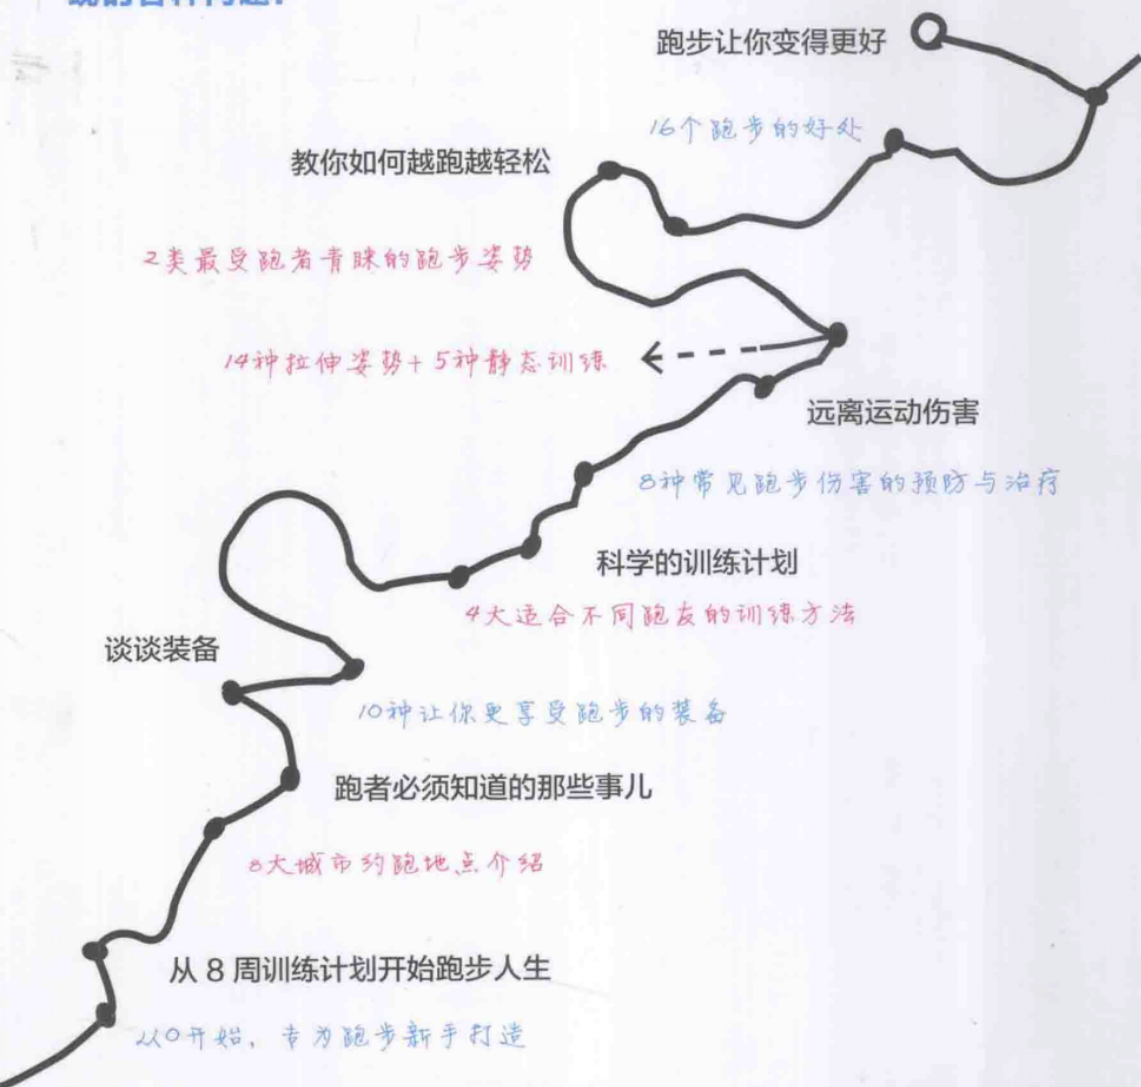 跑步让你变得更好
16个跑步的好处
教你如何越跑越轻松
2类最受跑者青睐的跑步姿势
14种拉伸姿势+5种静态训练
远离运动伤害
8种常见跑步伤害的预防与治疗
科学的训练计划
4大适合不同跑友的训练方法
谈谈装备
10种让你更享受跑步的装备
跑者必须知道的那些事儿
8大城市约跑地点介绍
从 8 周训练计划开始跑步人生
从0开始，专为跑步新手打造